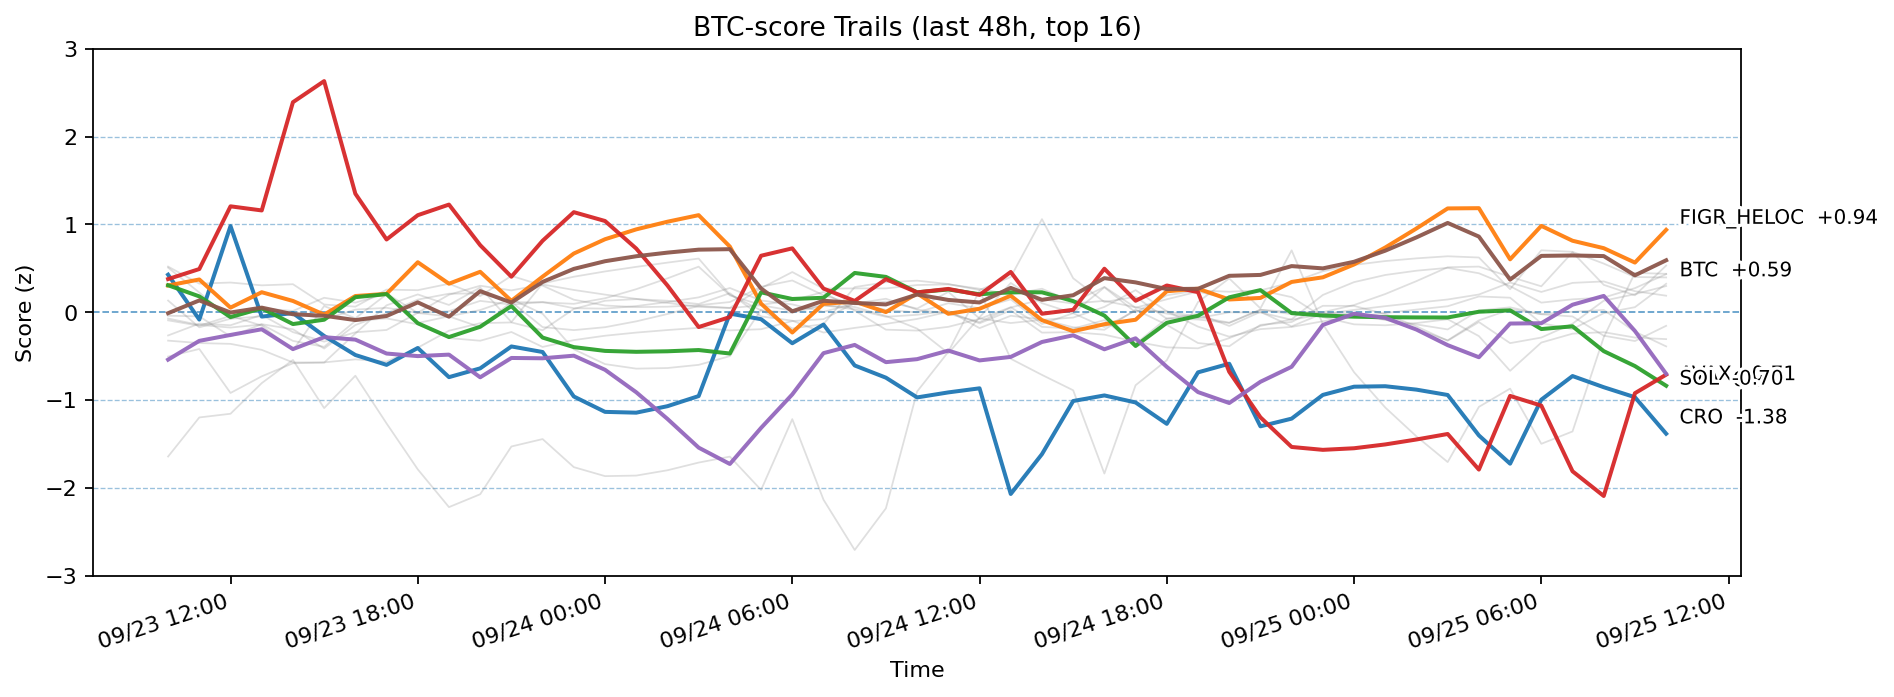 BTC-score Trails (last 48h, top 16)
Score (z)
3
2
1
0
−1
−2
−3
FIGR_HELOC +0.94
BTC +0.59
SOL
CRO -1.38
09/23 12:00
09/23 18:00
09/24 00:00
09/24 06:00
09/24 12:00
09/24 18:00
09/25 00:00
09/25 06:00
09/25 12:00
Time